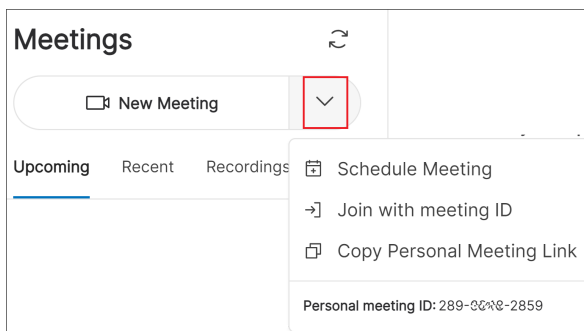 Meetings
New Meeting
Upcoming Recent Recordings
Schedule Meeting
Join with meeting ID
Copy Personal Meeting Link
Personal meeting ID: 289- -2859